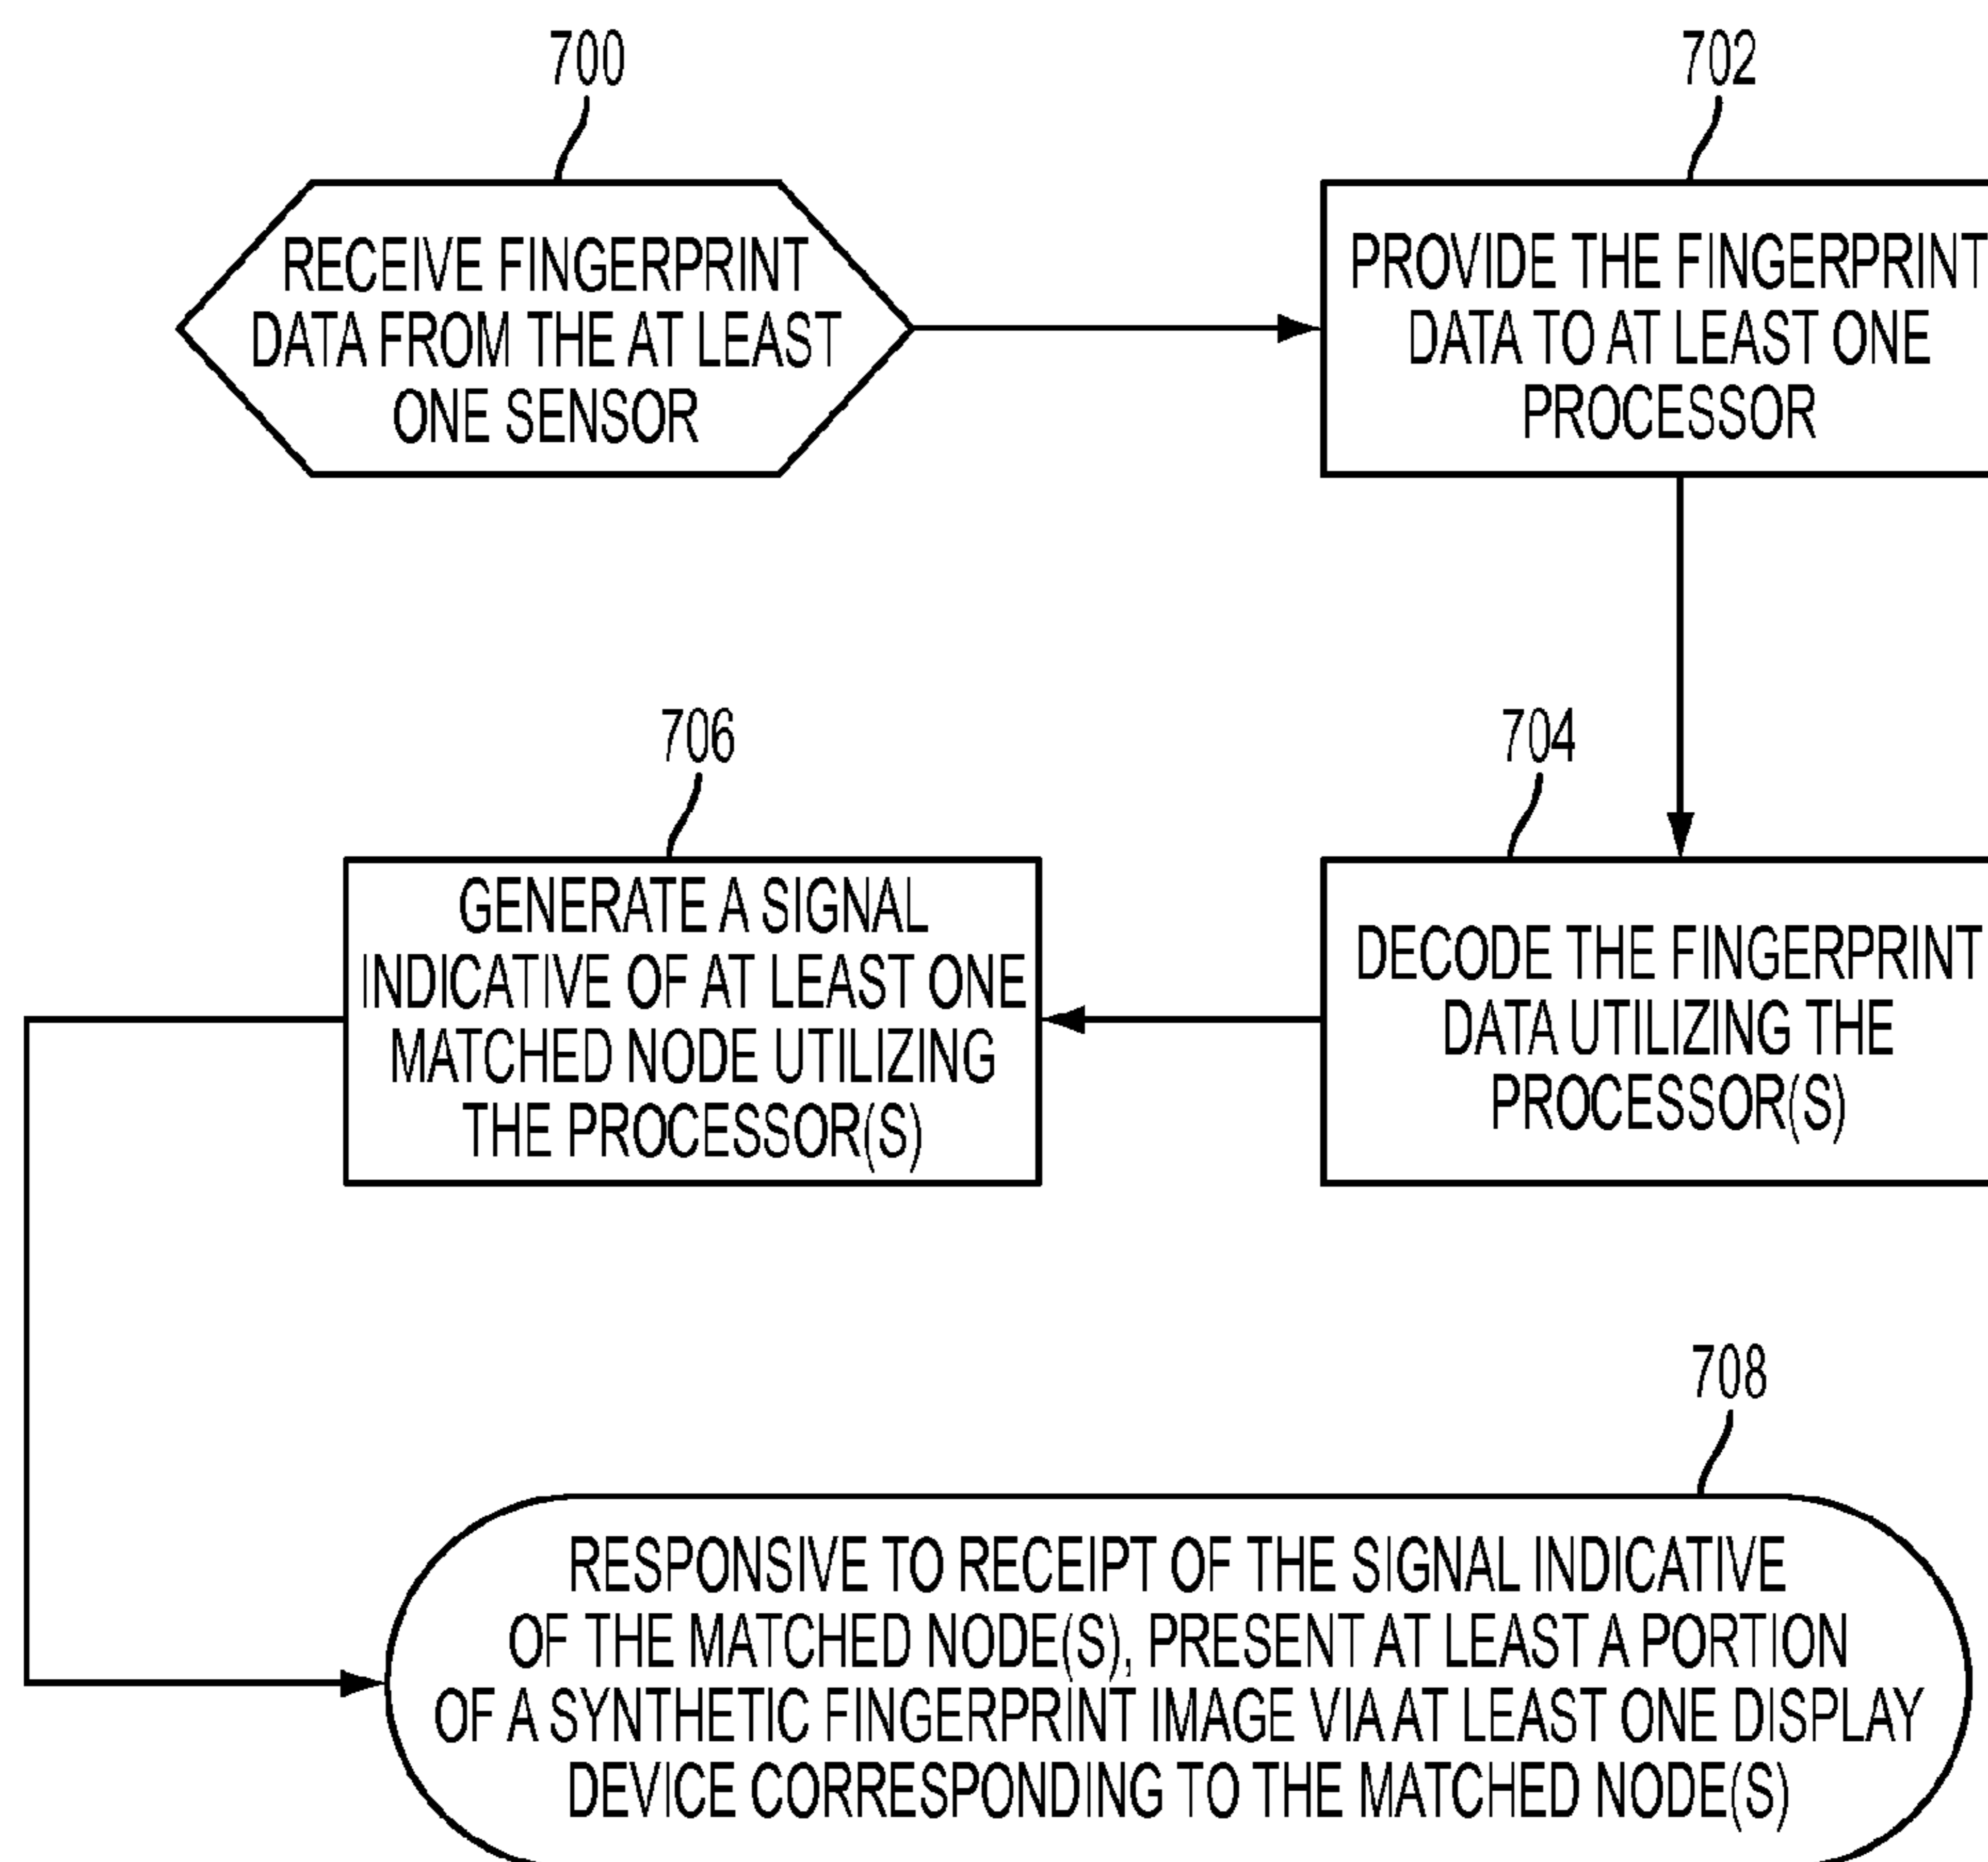 700
RECEIVE FINGERPRINT
DATA FROM THE AT LEAST
ONE SENSOR
702
PROVIDE THE FINGERPRINT
DATA TO AT LEAST ONE
PROCESSOR
704
DECODE THE FINGERPRINT
DATA UTILIZING THE
PROCESSOR(S)
706
GENERATE A SIGNAL
INDICATIVE OF AT LEAST ONE
MATCHED NODE UTILIZING
THE PROCESSOR(S)
708
RESPONSIVE TO RECEIPT OF THE SIGNAL INDICATIVE
OF THE MATCHED NODE(S), PRESENT AT LEAST A PORTION
OF A SYNTHETIC FINGERPRINT IMAGE VIA AT LEAST ONE DISPLAY
DEVICE CORRESPONDING TO THE MATCHED NODE(S)